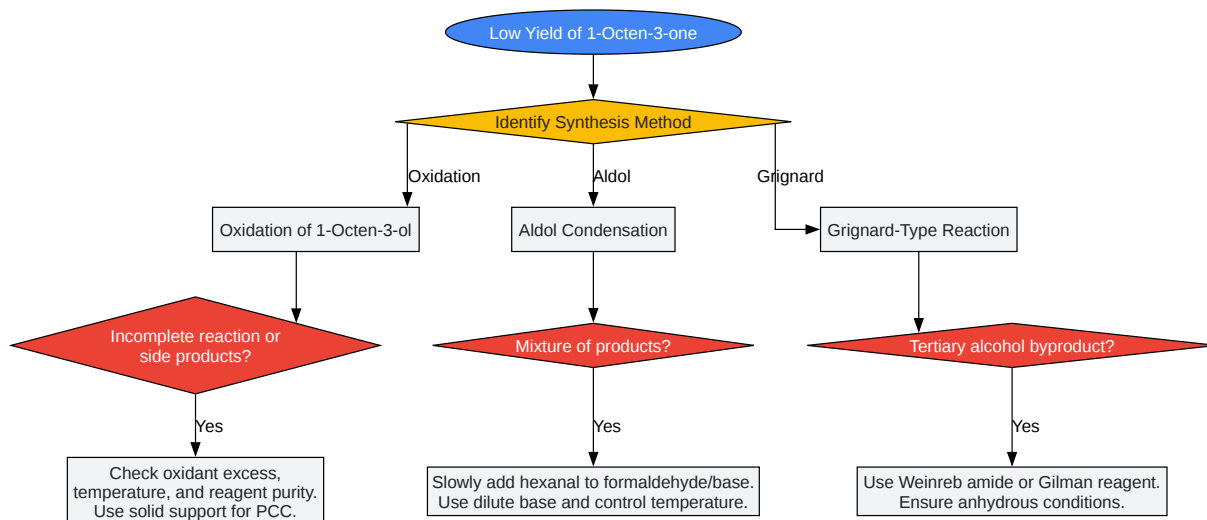 Low Yield of 1-Octen-3-one
Identify Synthesis Method
Oxidation
Aldol
Grignard
Oxidation of 1-Octen-3-ol
Aldol Condensation
Grignard-Type Reaction
Incomplete reaction or
side products?
Mixture of products?
Tertiary alcohol byproduct?
Yes
Yes
Yes
Check oxidant excess,
temperature, and reagent purity.
Use solid support for PCC.
Slowly add hexanal to formaldehyde/base.
Use dilute base and control temperature.
Use Weinreb amide or Gilman reagent.
Ensure anhydrous conditions.